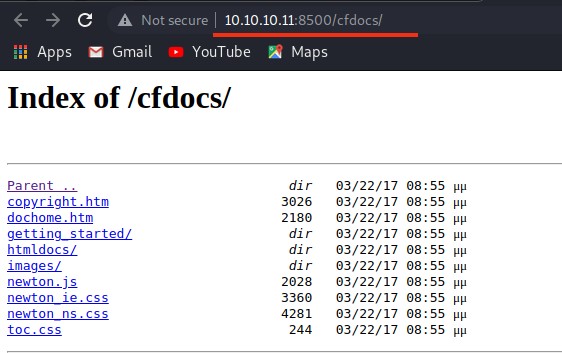 Not secure 10.10.10.11:8500/cfdocs/
Apps Gmail YouTube Maps
Index of /cfdocs/
Parent .. dir 03/22/17 08:55 μμ
copyright.htm 3026 03/22/17 08:55 μμ
dochome.htm 2180 03/22/17 08:55 μμ
getting_started/ dir 03/22/17 08:55 μμ
htmldocs/ dir 03/22/17 08:55 μμ
images/ dir 03/22/17 08:55 μμ
newton.js 2028 03/22/17 08:55 μμ
newton_ie.css 3360 03/22/17 08:55 μμ
newton_ns.css 4281 03/22/17 08:55 μμ
toc.css 244 03/22/17 08:55 μμ